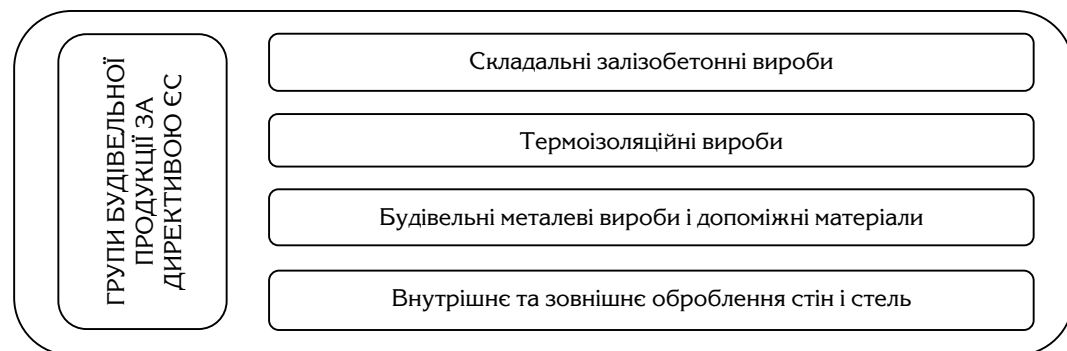 ГРУПИ БУДІВЕЛЬНОЇ
ПРОДУКЦІЇ ЗА
ДИРЕКТИВОЮ ЄС
Складальні залізобетонні вироби
Термоізоляційні вироби
Будівельні металеві вироби і допоміжні матеріали
Внутрішнє та зовнішнє оброблення стін і стель